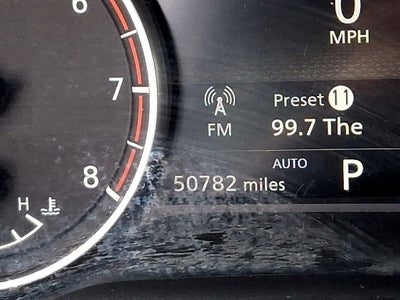 6
0
MPH
7
Preset 11
FM
99.7 The
AUTO
8
50782 miles
P
H